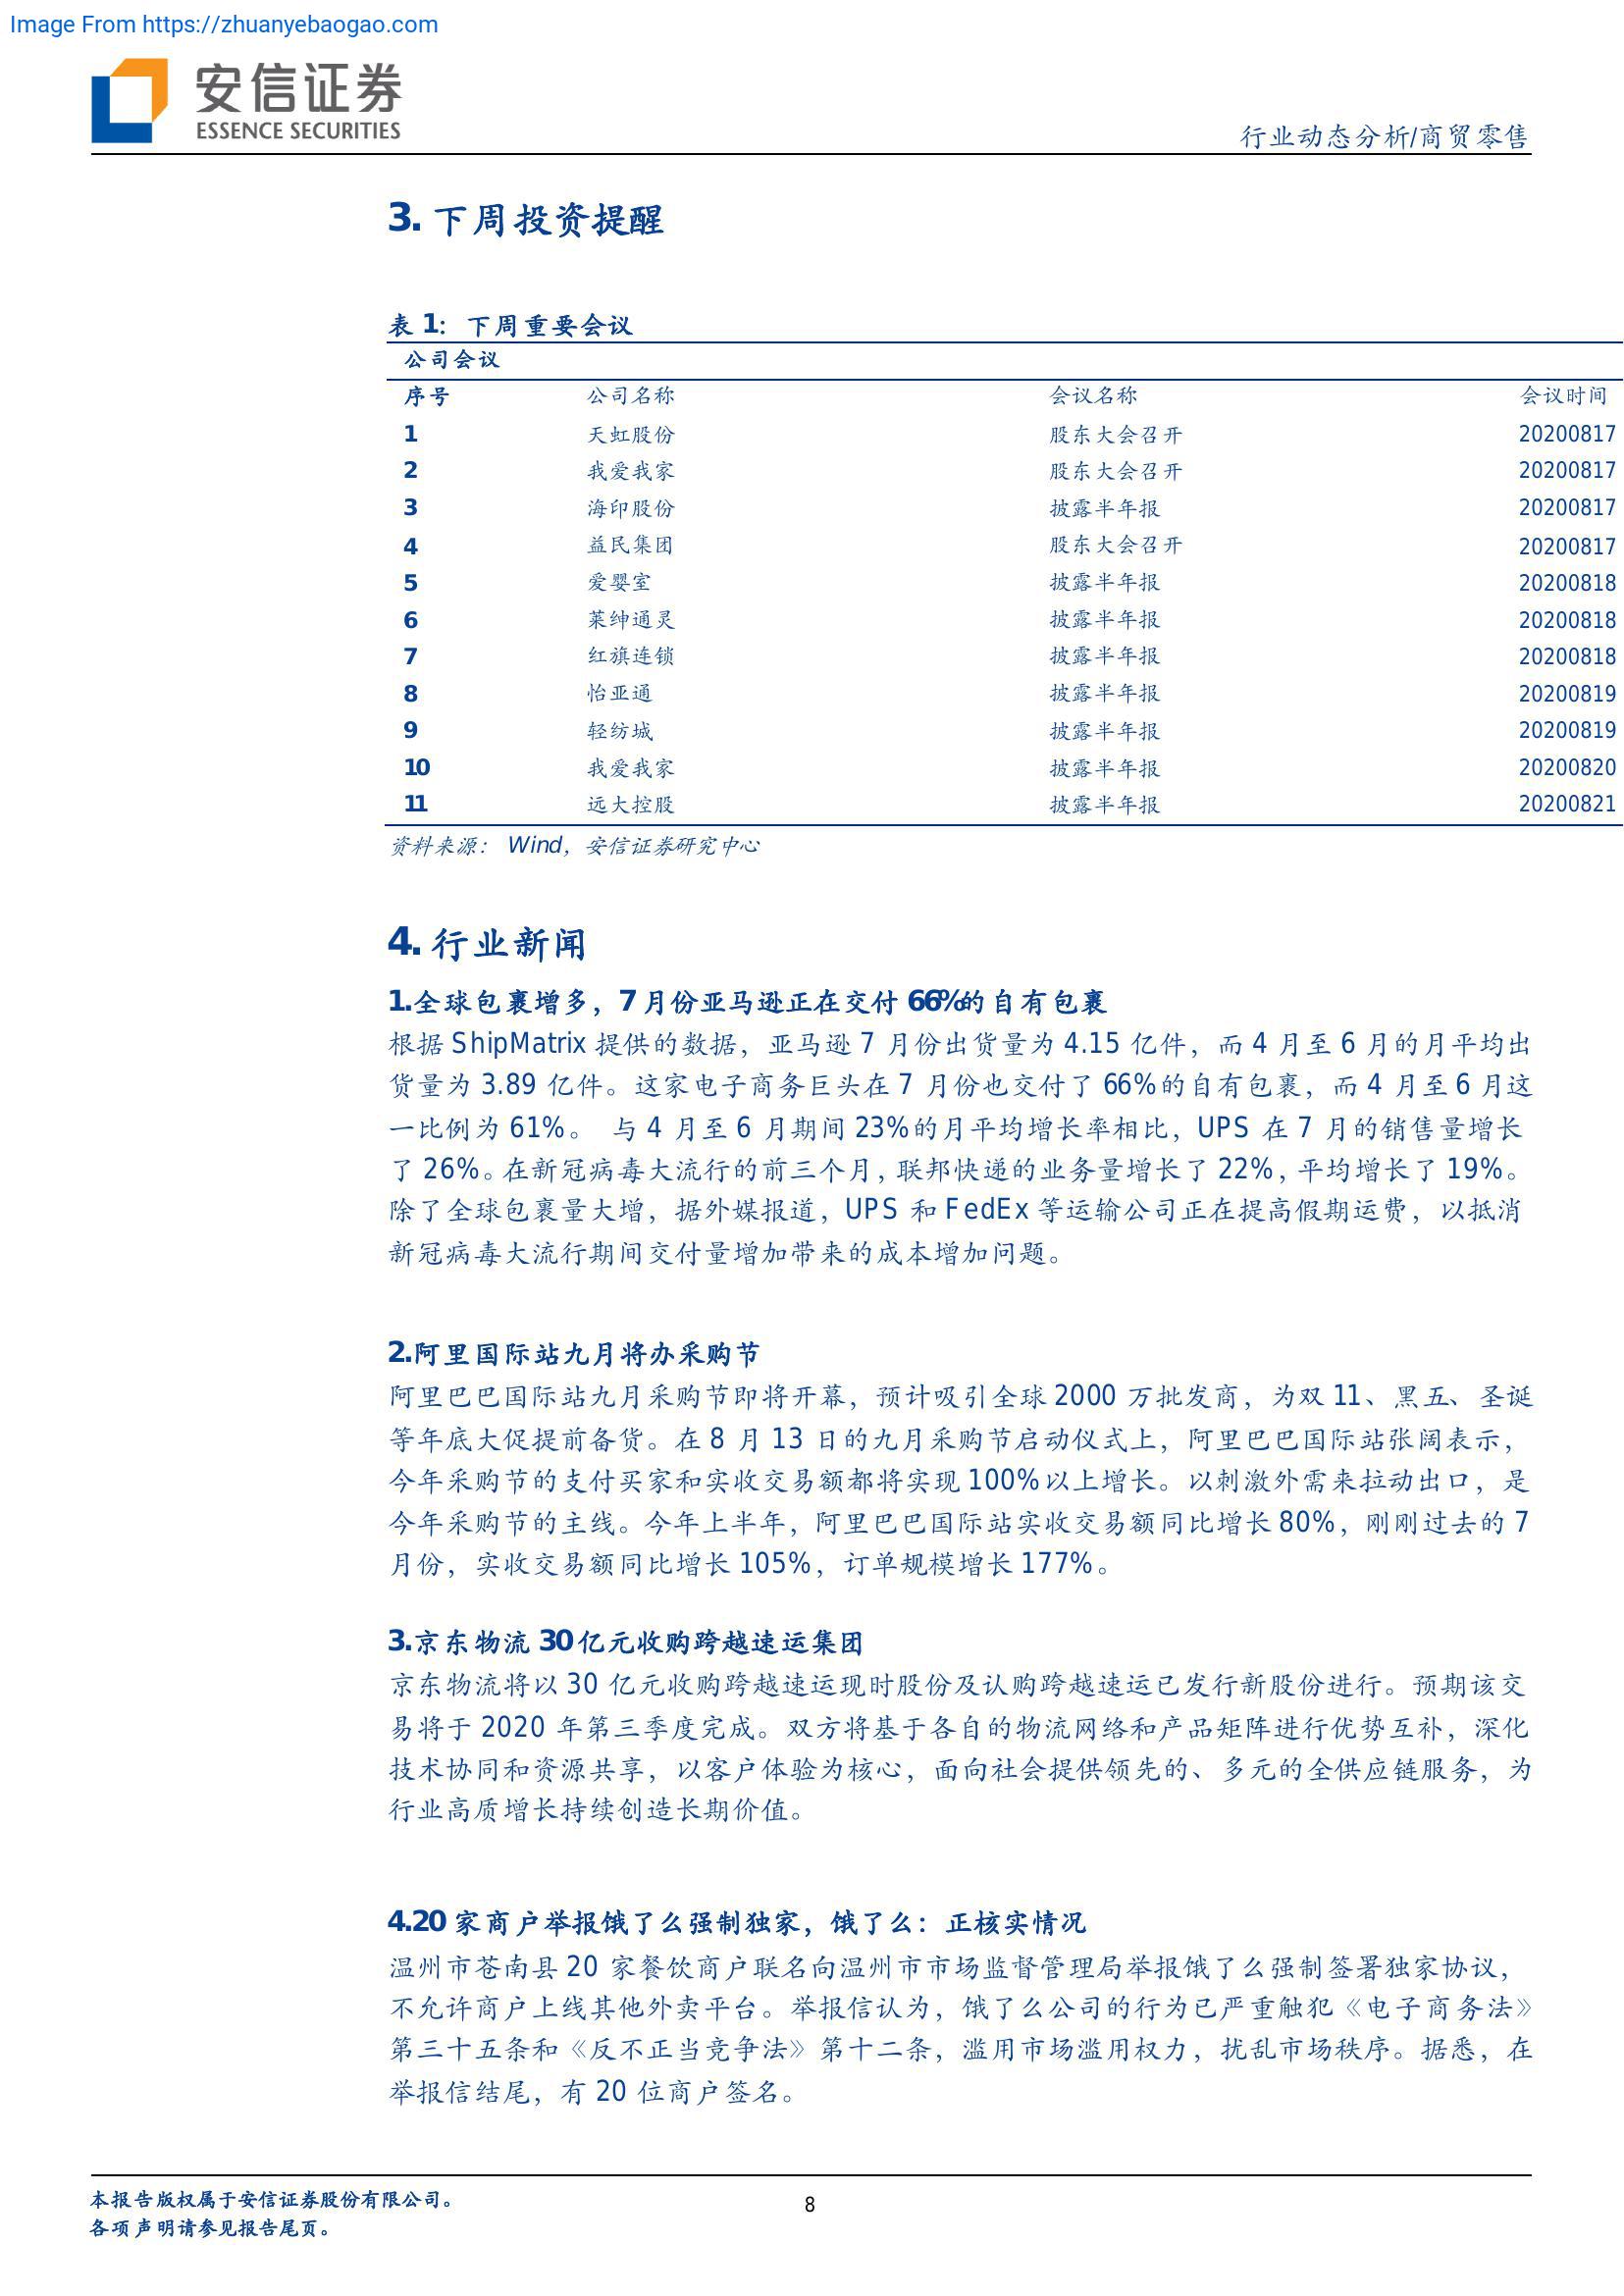 Image From https://zhuanyebaogao.com
安信证券
ESSENCE SECURITIES
行业动态分析/商贸零售
3. 下周投资提醒
表 1: 下周重要会议
公司会议
序号 公司名称 会议名称 会议时间
1 天虹股份 股东大会召开 20200817
2 我爱我家 股东大会召开 20200817
3 海印股份 披露半年报 20200817
4 益民集团 股东大会召开 20200817
5 爱婴室 披露半年报 20200818
6 莱绅通灵 披露半年报 20200818
7 红旗连锁 披露半年报 20200818
8 怡亚通 披露半年报 20200819
9 轻纺城 披露半年报 20200819
10 我爱我家 披露半年报 20200820
11 远大控股 披露半年报 20200821
资料来源: Wind, 安信证券研究中心
4. 行业新闻
1.全球包裹增多，7 月份亚马逊正在交付 66%的自有包裹
根据 ShipMatrix 提供的数据，亚马逊 7 月份出货量为 4.15 亿件，而 4 月至 6 月的月平均出
货量为 3.89 亿件。这家电子商务巨头在 7 月份也交付了 66%的自有包裹，而 4 月至 6 月这
一比例为 61%。 与 4 月至 6 月期间 23%的月平均增长率相比，UPS 在 7 月的销售量增长
了 26%。在新冠病毒大流行的前三个月，联邦快递的业务量增长了 22%，平均增长了 19%。
除了全球包裹量大增，据外媒报道，UPS 和 FedEx 等运输公司正在提高假期运费，以抵消
新冠病毒大流行期间交付量增加带来的成本增加问题。
2.阿里国际站九月将办采购节
阿里巴巴国际站九月采购节即将开幕，预计吸引全球 2000 万批发商，为双 11、黑五、圣诞
等年底大促提前备货。在 8 月 13 日的九月采购节启动仪式上，阿里巴巴国际站张阔表示，
今年采购节的支付买家和实收交易额都将实现 100%以上增长。以刺激外需来拉动出口，是
今年采购节的主线。今年上半年，阿里巴巴国际站实收交易额同比增长 80%，刚刚过去的 7
月份，实收交易额同比增长 105%，订单规模增长 177%。
3.京东物流 30 亿元收购跨越速运集团
京东物流将以 30 亿元收购跨越速运现时股份及认购跨越速运已发行新股份进行。预期该交
易将于 2020 年第三季度完成。双方将基于各自的物流网络和产品矩阵进行优势互补，深化
技术协同和资源共享，以客户体验为核心，面向社会提供领先的、多元的全供应链服务，为
行业高质增长持续创造长期价值。
4.20 家商户举报饿了么强制独家，饿了么：正核实情况
温州市苍南县 20 家餐饮商户联名向温州市市场监督管理局举报饿了么强制签署独家协议，
不允许商户上线其他外卖平台。举报信认为，饿了么公司的行为已严重触犯《电子商务法》
第三十五条和《反不正当竞争法》第十二条，滥用市场滥用权力，扰乱市场秩序。据悉，在
举报信结尾，有 20 位商户签名。
本报告版权属于安信证券股份有限公司。
8
各项声明请参见报告尾页。